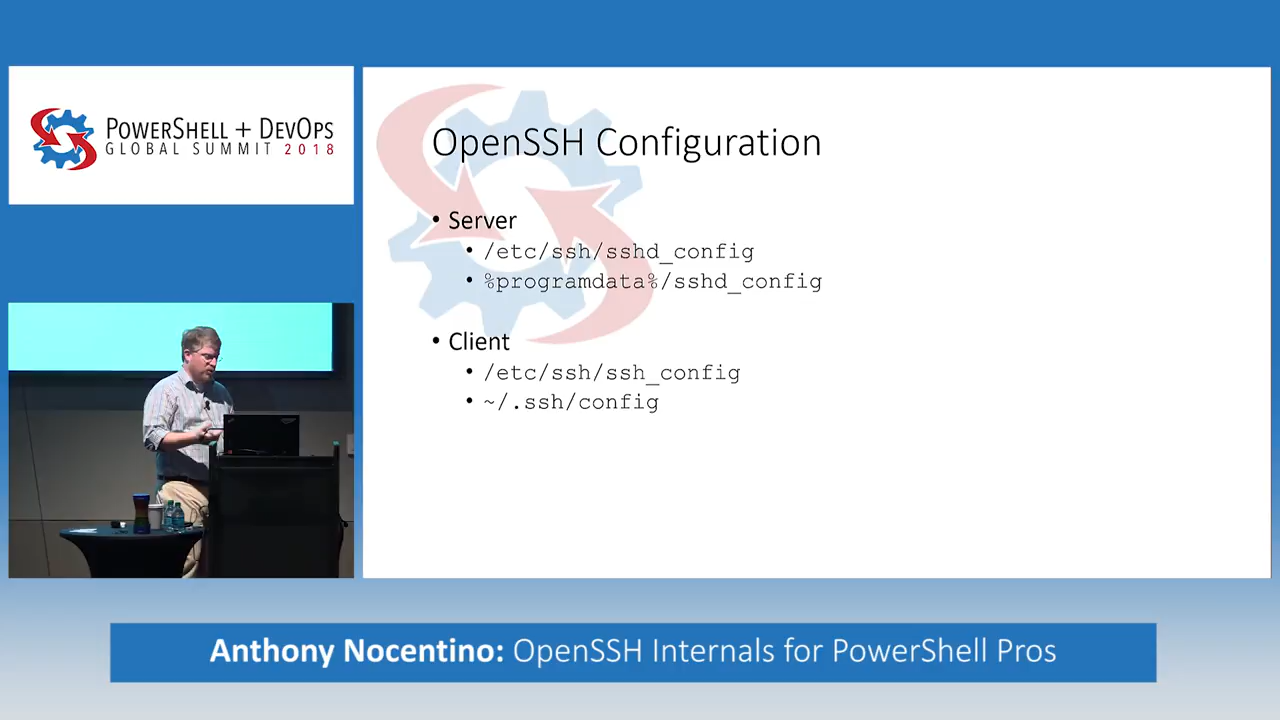 POWERSHELL + DEVOPS
GLOBAL SUMMIT 2018
OpenSSH Configuration
• Server
• /etc/ssh/sshd_config
• %programdata%/sshd_config
• Client
• /etc/ssh/ssh_config
• ~/.ssh/config
Anthony Nocentino: OpenSSH Internals for PowerShell Pros